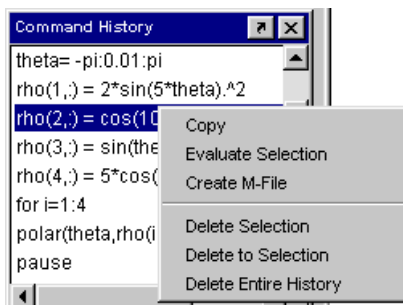 Command History
theta= -pi:0.01:pi
rho(1,:) = 2*sin(5*theta).^2
rho(2,:) = cos(10
rho(3,:) = sin(the
rho(4,:) = 5*cos(
for i=1:4
polar(theta,rho(i
pause
Copy
Evaluate Selection
Create M-File
Delete Selection
Delete to Selection
Delete Entire History